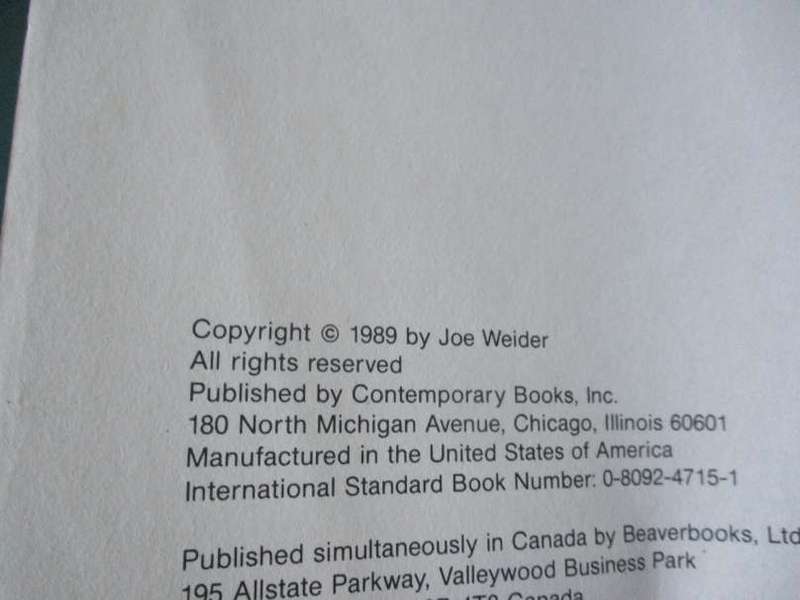 Copyright © 1989 by Joe Weider
All rights reserved
Published by Contemporary Books, Inc.
180 North Michigan Avenue, Chicago, Illinois 60601
Manufactured in the United States of America
International Standard Book Number: 0-8092-4715-1
Published simultaneously in Canada by Beaverbooks, Ltd
195 Allstate Parkway, Valleywood Business Park
Canada